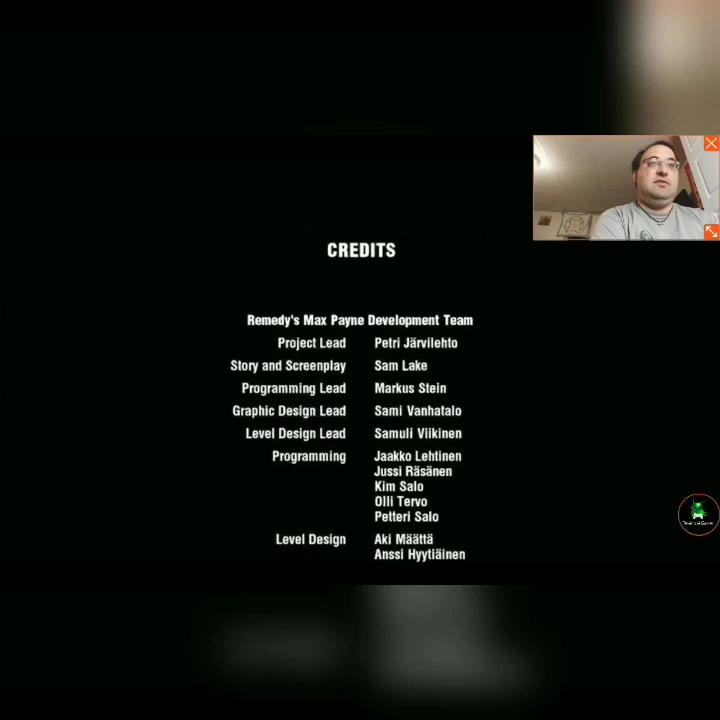 CREDITS
Remedy's Max Payne Development Team
Project Lead Petri Järvilehto
Story and Screenplay Sam Lake
Programming Lead Markus Stein
Graphic Design Lead Sami Vanhatalo
Level Design Lead Samuli Viikinen
Programming Jaakko Lehtinen
Jussi Räsänen
Kim Salo
Olli Tervo
Petteri Salo
Level Design Aki Määttä
Anssi Hyytiäinen